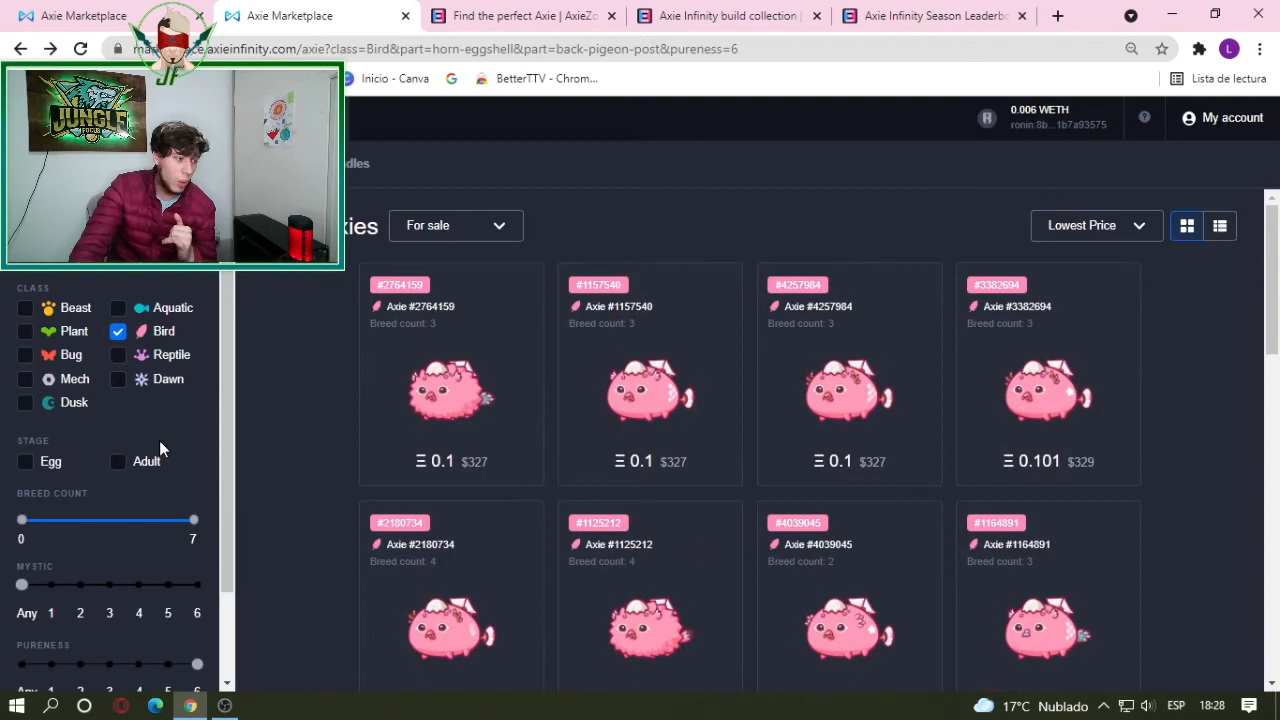 Axie Marketplace
Axie Marketplace
Find the perfect Axie | AxieZo
Axie Infinity build collection |
Axie Infinity Season Leaderb
.axieinfinity.com/axie?class=Bird&part=horn-eggshell&part=back-pigeon-post&pureness=6
Inicio - Canva
BetterTTV - Chrom...
Lista de lectura
JF
JUNGLE
FOCUS
0.006 WETH
ronin:8b...1b7a93575
My account
dles
ies
For sale
Lowest Price
CLASS
Beast
Aquatic
Plant
Bird
Bug
Reptile
Mech
Dawn
Dusk
STAGE
Egg
Adult
BREED COUNT
0
7
MYSTIC
Any 1 2 3 4 5 6
PURENESS
#2764159
Axie #2764159
Breed count: 3
Ξ 0.1 $327
#1157540
Axie #1157540
Breed count: 3
Ξ 0.1 $327
#4257984
Axie #4257984
Breed count: 3
Ξ 0.1 $327
#3382694
Axie #3382694
Breed count: 3
Ξ 0.101 $329
#2180734
Axie #2180734
Breed count: 4
#1125212
Axie #1125212
Breed count: 4
#4039045
Axie #4039045
Breed count: 2
#1164891
Axie #1164891
Breed count: 3
17°C Nublado
ESP
18:28